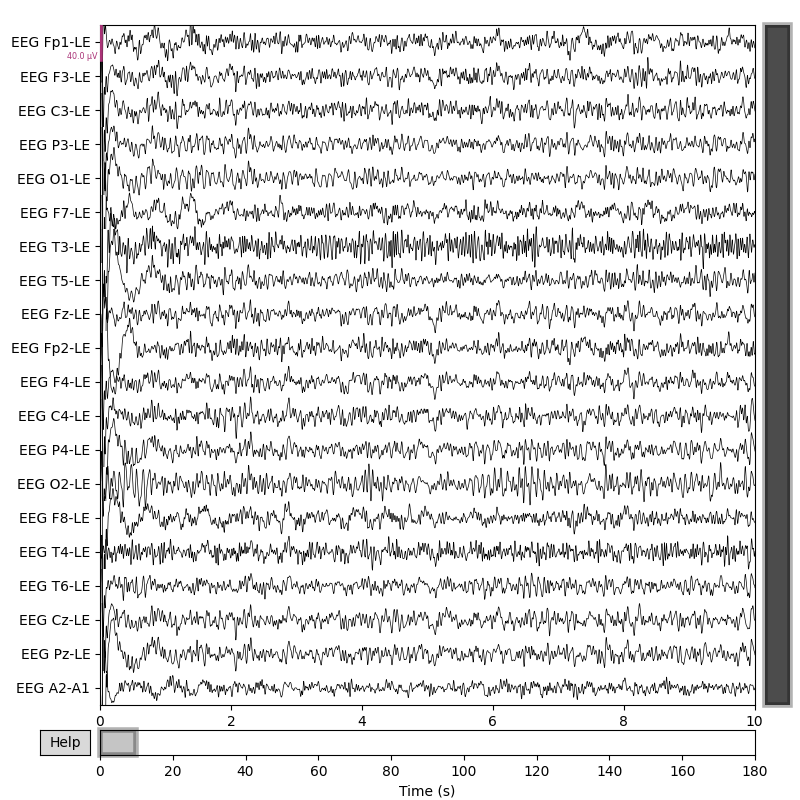 EEG Fp1-LE
40.0 µV
EEG F3-LE
EEG C3-LE
EEG P3-LE
EEG O1-LE
EEG F7-LE
EEG T3-LE
EEG T5-LE
EEG Fz-LE
EEG Fp2-LE
EEG F4-LE
EEG C4-LE
EEG P4-LE
EEG O2-LE
EEG F8-LE
EEG T4-LE
EEG T6-LE
EEG Cz-LE
EEG Pz-LE
EEG A2-A1
0 2 4 6 8 10
Help
0 20 40 60 80 100 120 140 160 180
Time (s)